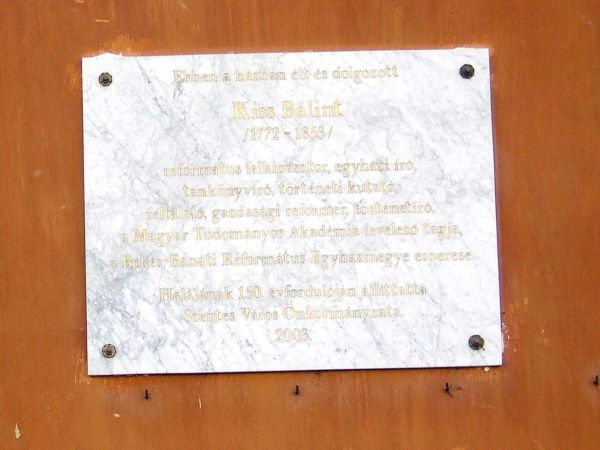 Ebben a házban élt és dolgozott
Kiss Bálint
/1772 - 1853/
református lelkipásztor, egyházi író,
tankönyvíró, történeti kutató,
feltaláló, gazdasági reformer, történetíró,
a Magyar Tudományos Akadémia levelező tagja,
a Békés-Bánáti Református Egyházmegye esperese.
Halálának 150. évfordulóján állíttatta
Szentes Város Önkormányzata.
2003.